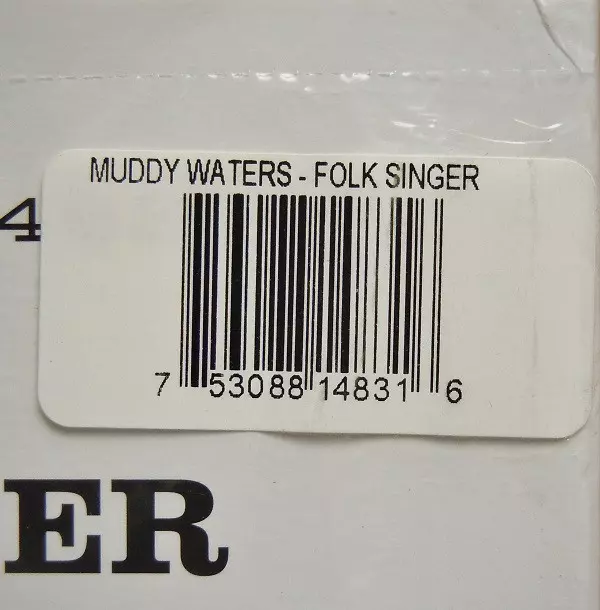 MUDDY WATERS - FOLK SINGER
4
7 53088 14831 6
ER